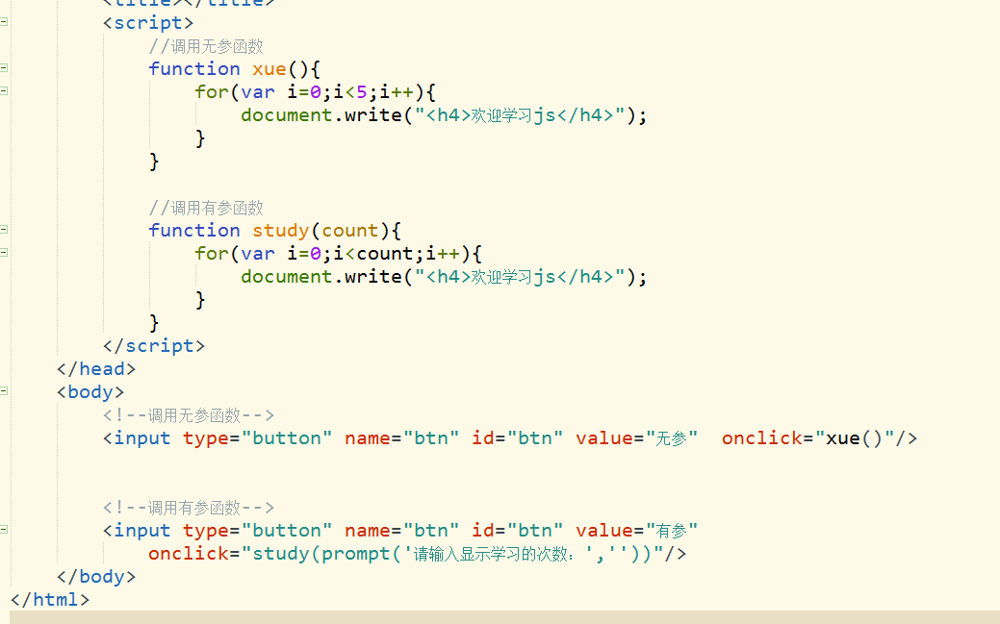 <title></title>
<script>
//调用无参函数
function xue(){
for(var i=0;i<5;i++){
document.write("<h4>欢迎学习js</h4>");
}
}
//调用有参函数
function study(count){
for(var i=0;i<count;i++){
document.write("<h4>欢迎学习js</h4>");
}
}
</script>
</head>
<body>
<!--调用无参函数-->
<input type="button" name="btn" id="btn" value="无参"  onclick="xue()"/>
<!--调用有参函数-->
<input type="button" name="btn" id="btn" value="有参"
onclick="study(prompt('请输入显示学习的次数：',''))"/>
</body>
</html>